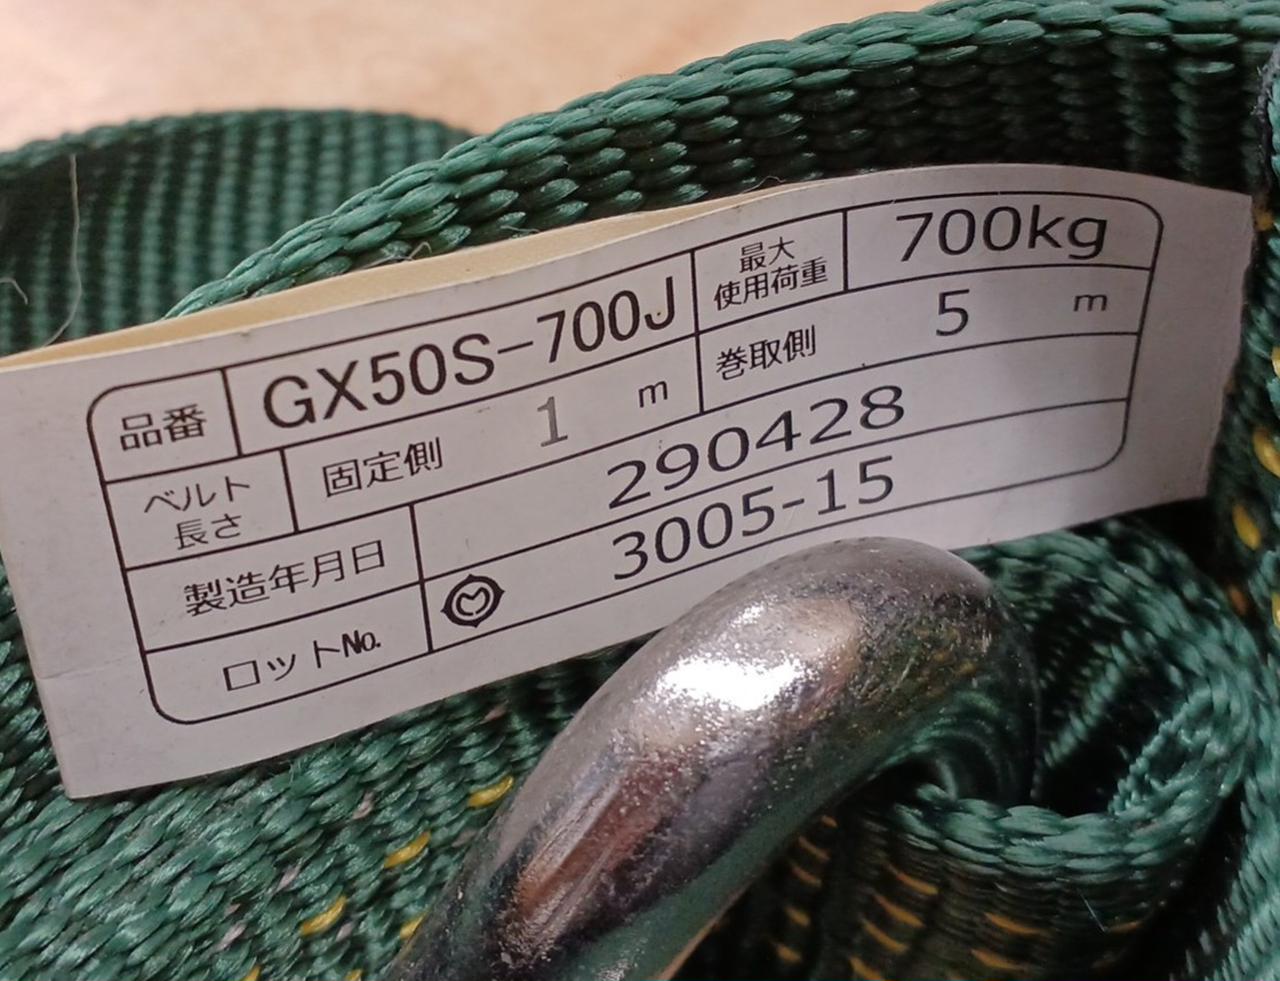 品番 GX50S-700J 最大使用荷重 700kg
ベルト長さ 固定側 1 m 巻取側 5 m
製造年月日 290428
ロットNo. 3005-15